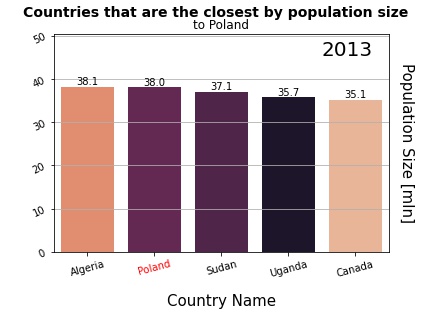 Countries that are the closest by population size
to Poland
2013
50
40
30
20
10
0
38.1
38.0
37.1
35.7
35.1
Algeria
Poland
Sudan
Uganda
Canada
Country Name
Population Size [mln]